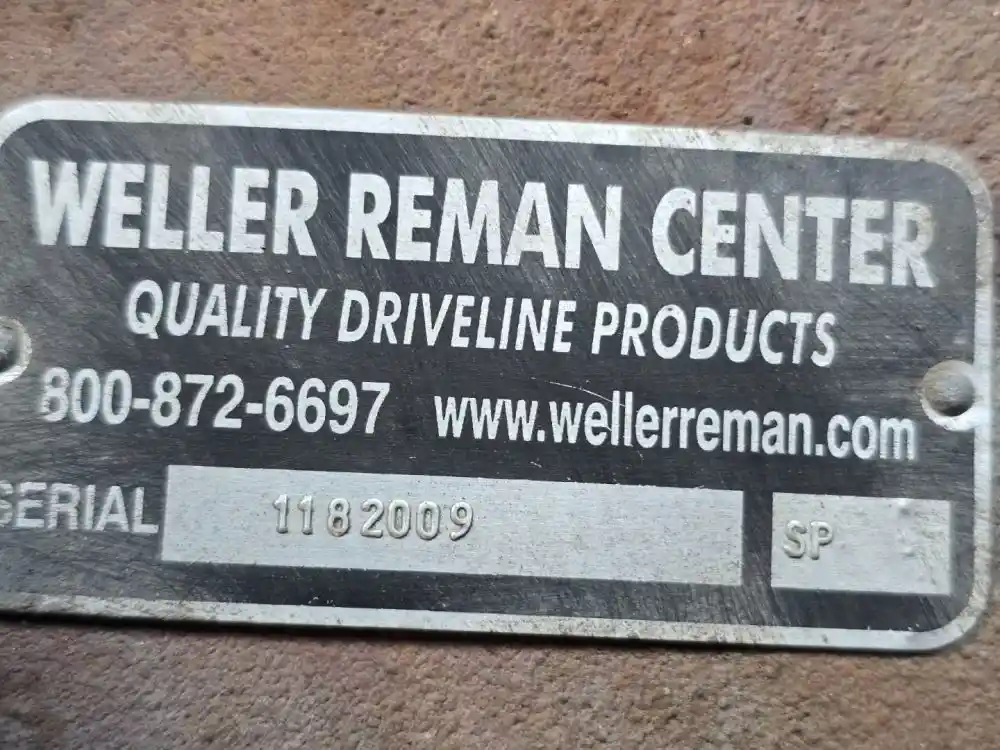 WELLER REMAN CENTER
QUALITY DRIVELINE PRODUCTS
800-872-6697 www.wellerreman.com
SERIAL 1182009 SP